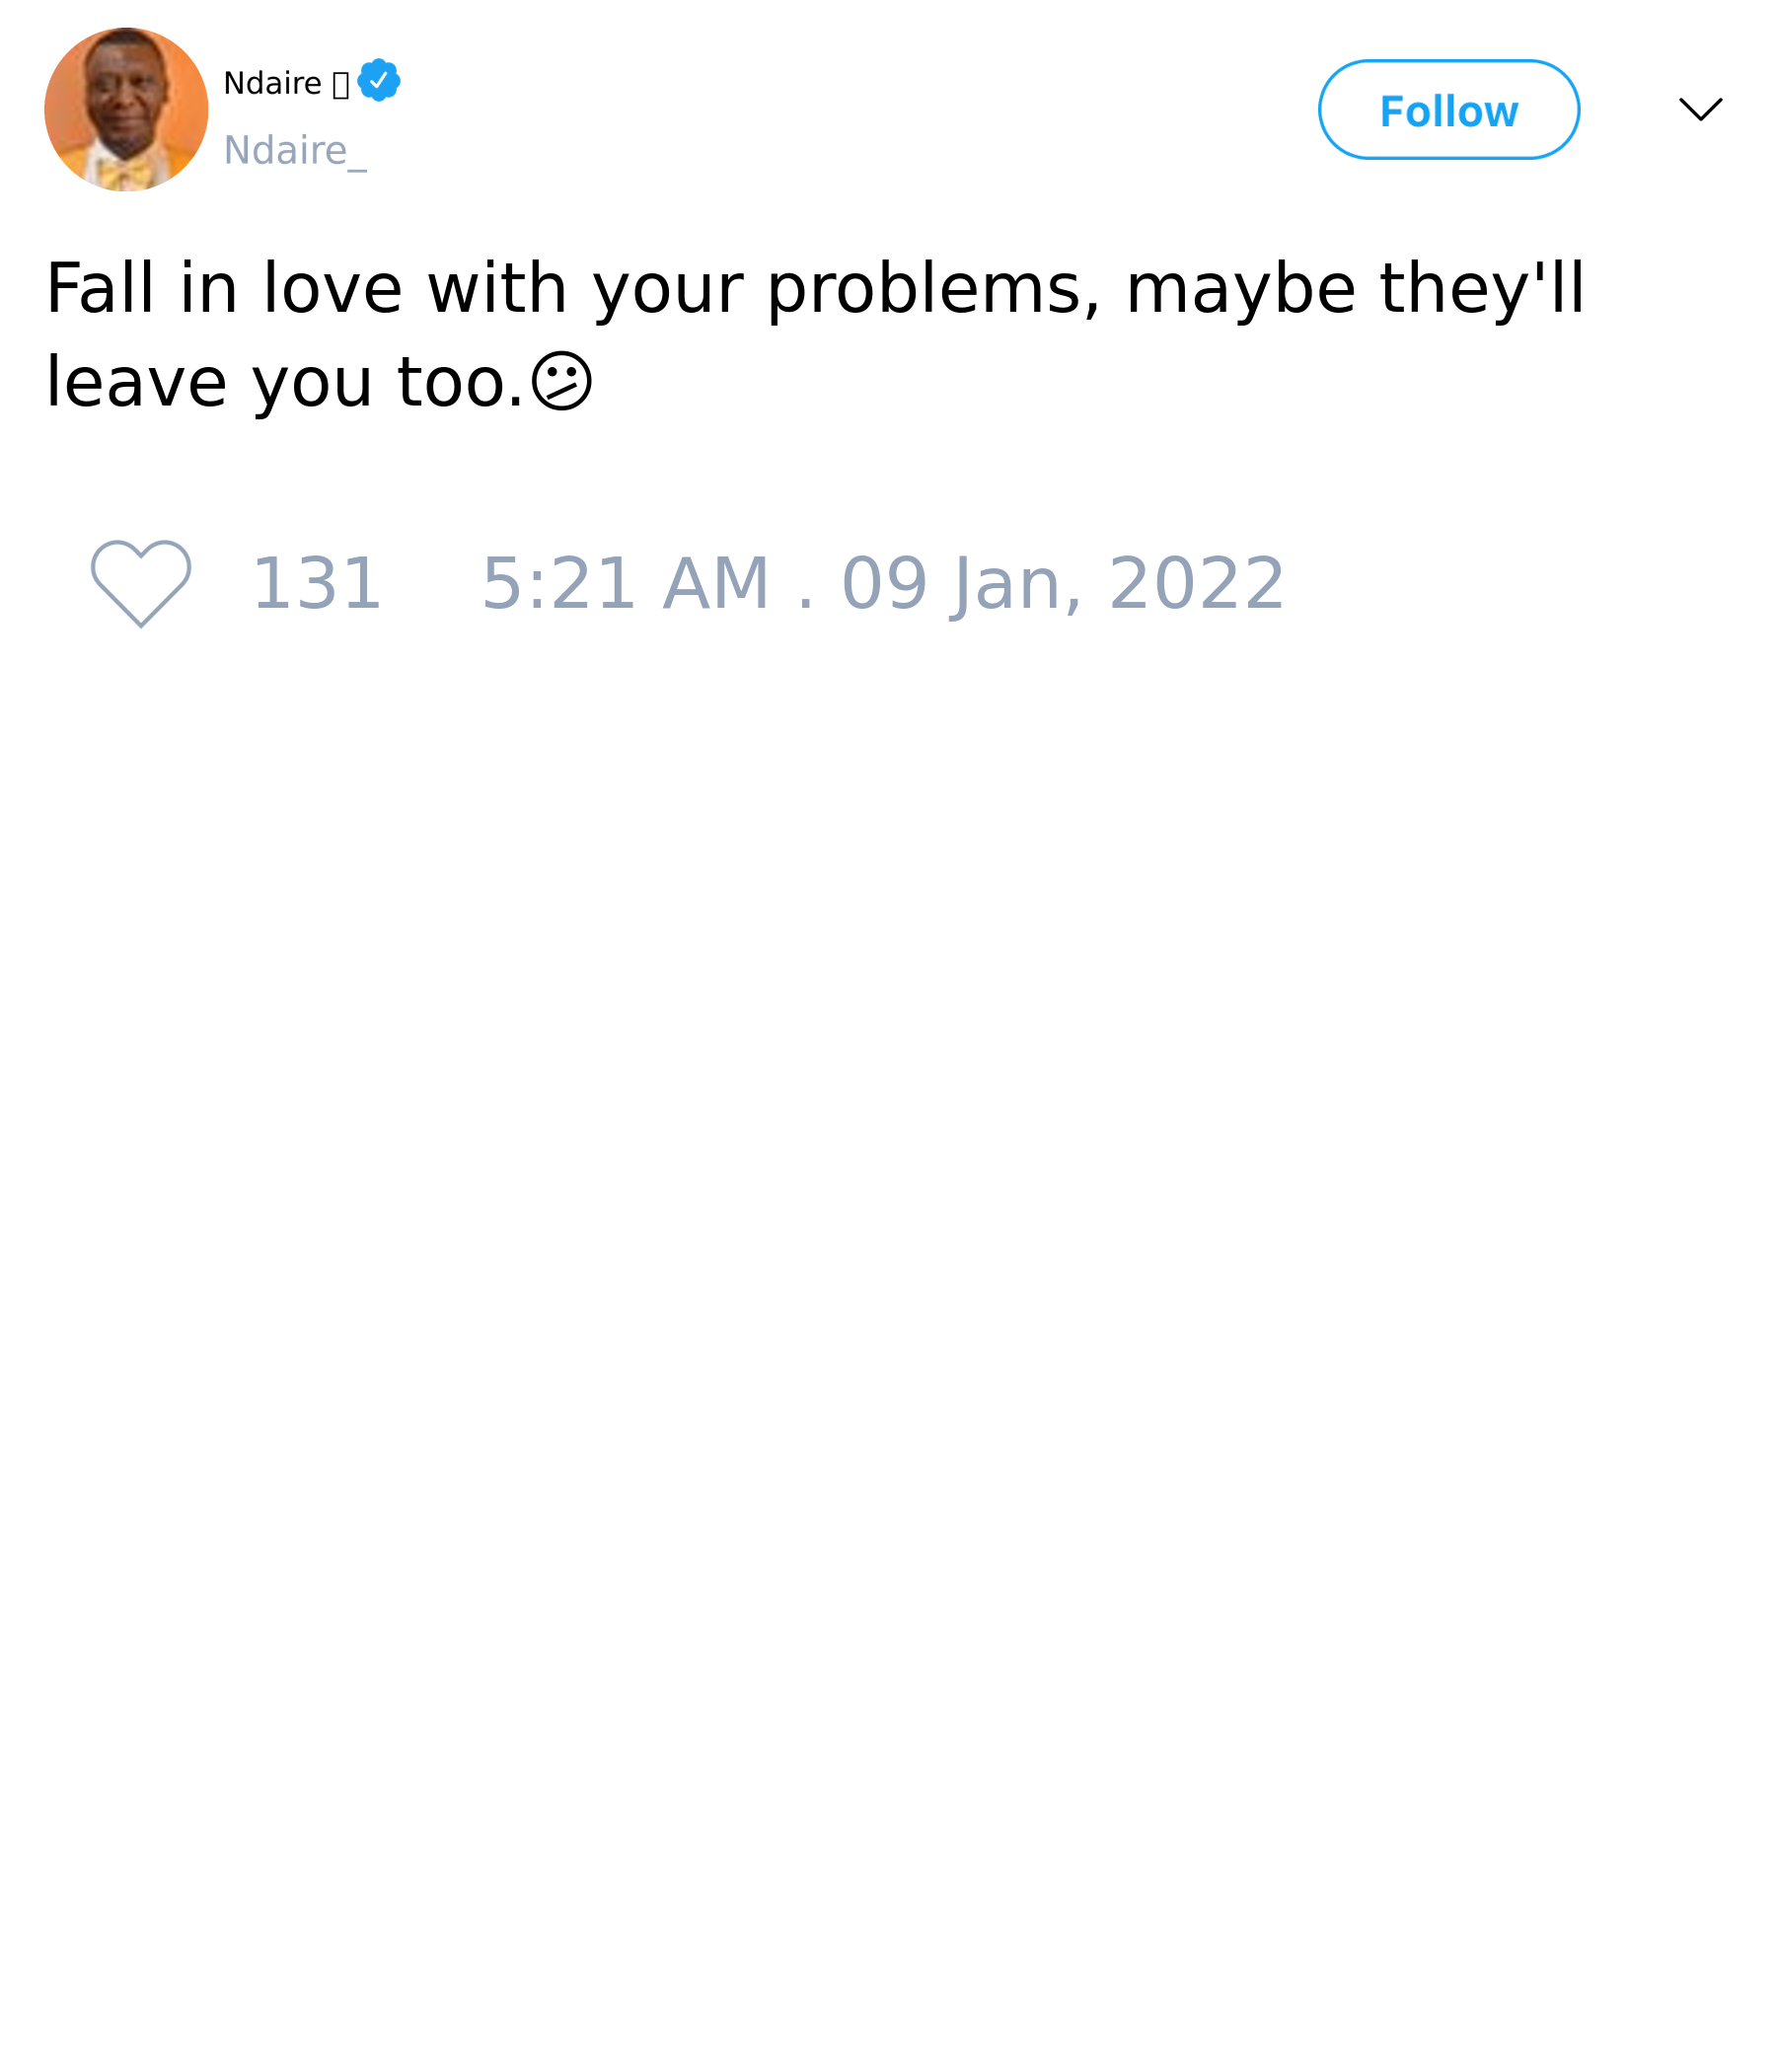 Ndaire
Ndaire_
Follow
Fall in love with your problems, maybe they'll
leave you too.🫤
131 5:21 AM . 09 Jan, 2022